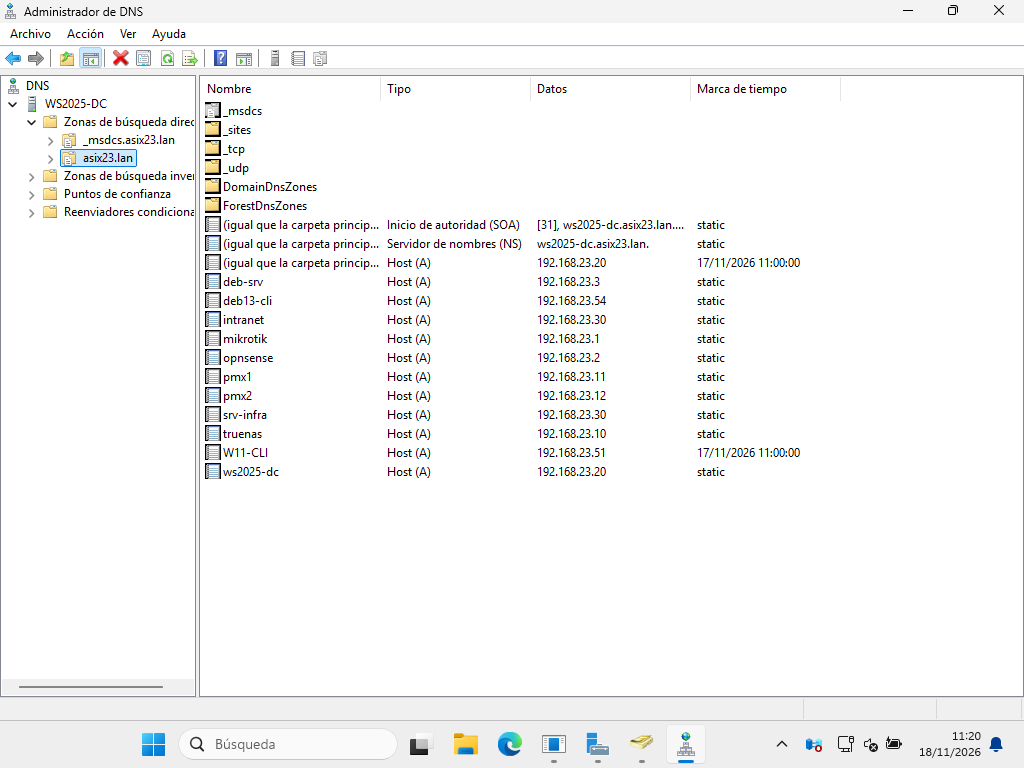 Administrador de DNS
Archivo Acción Ver Ayuda
DNS
WS2025-DC
Zonas de búsqueda direc
_msdcs.asix23.lan
asix23.lan
Zonas de búsqueda inver
Puntos de confianza
Reenviadores condiciona
Nombre Tipo Datos Marca de tiempo
_msdcs
_sites
_tcp
_udp
DomainDnsZones
ForestDnsZones
(igual que la carpeta princip... Inicio de autoridad (SOA) [31], ws2025-dc.asix23.lan.... static
(igual que la carpeta princip... Servidor de nombres (NS) ws2025-dc.asix23.lan. static
(igual que la carpeta princip... Host (A) 192.168.23.20 17/11/2026 11:00:00
deb-srv Host (A) 192.168.23.3 static
deb13-cli Host (A) 192.168.23.54 static
intranet Host (A) 192.168.23.30 static
mikrotik Host (A) 192.168.23.1 static
opnsense Host (A) 192.168.23.2 static
pmx1 Host (A) 192.168.23.11 static
pmx2 Host (A) 192.168.23.12 static
srv-infra Host (A) 192.168.23.30 static
truenas Host (A) 192.168.23.10 static
W11-CLI Host (A) 192.168.23.51 17/11/2026 11:00:00
ws2025-dc Host (A) 192.168.23.20 static
Búsqueda
11:20
18/11/2026